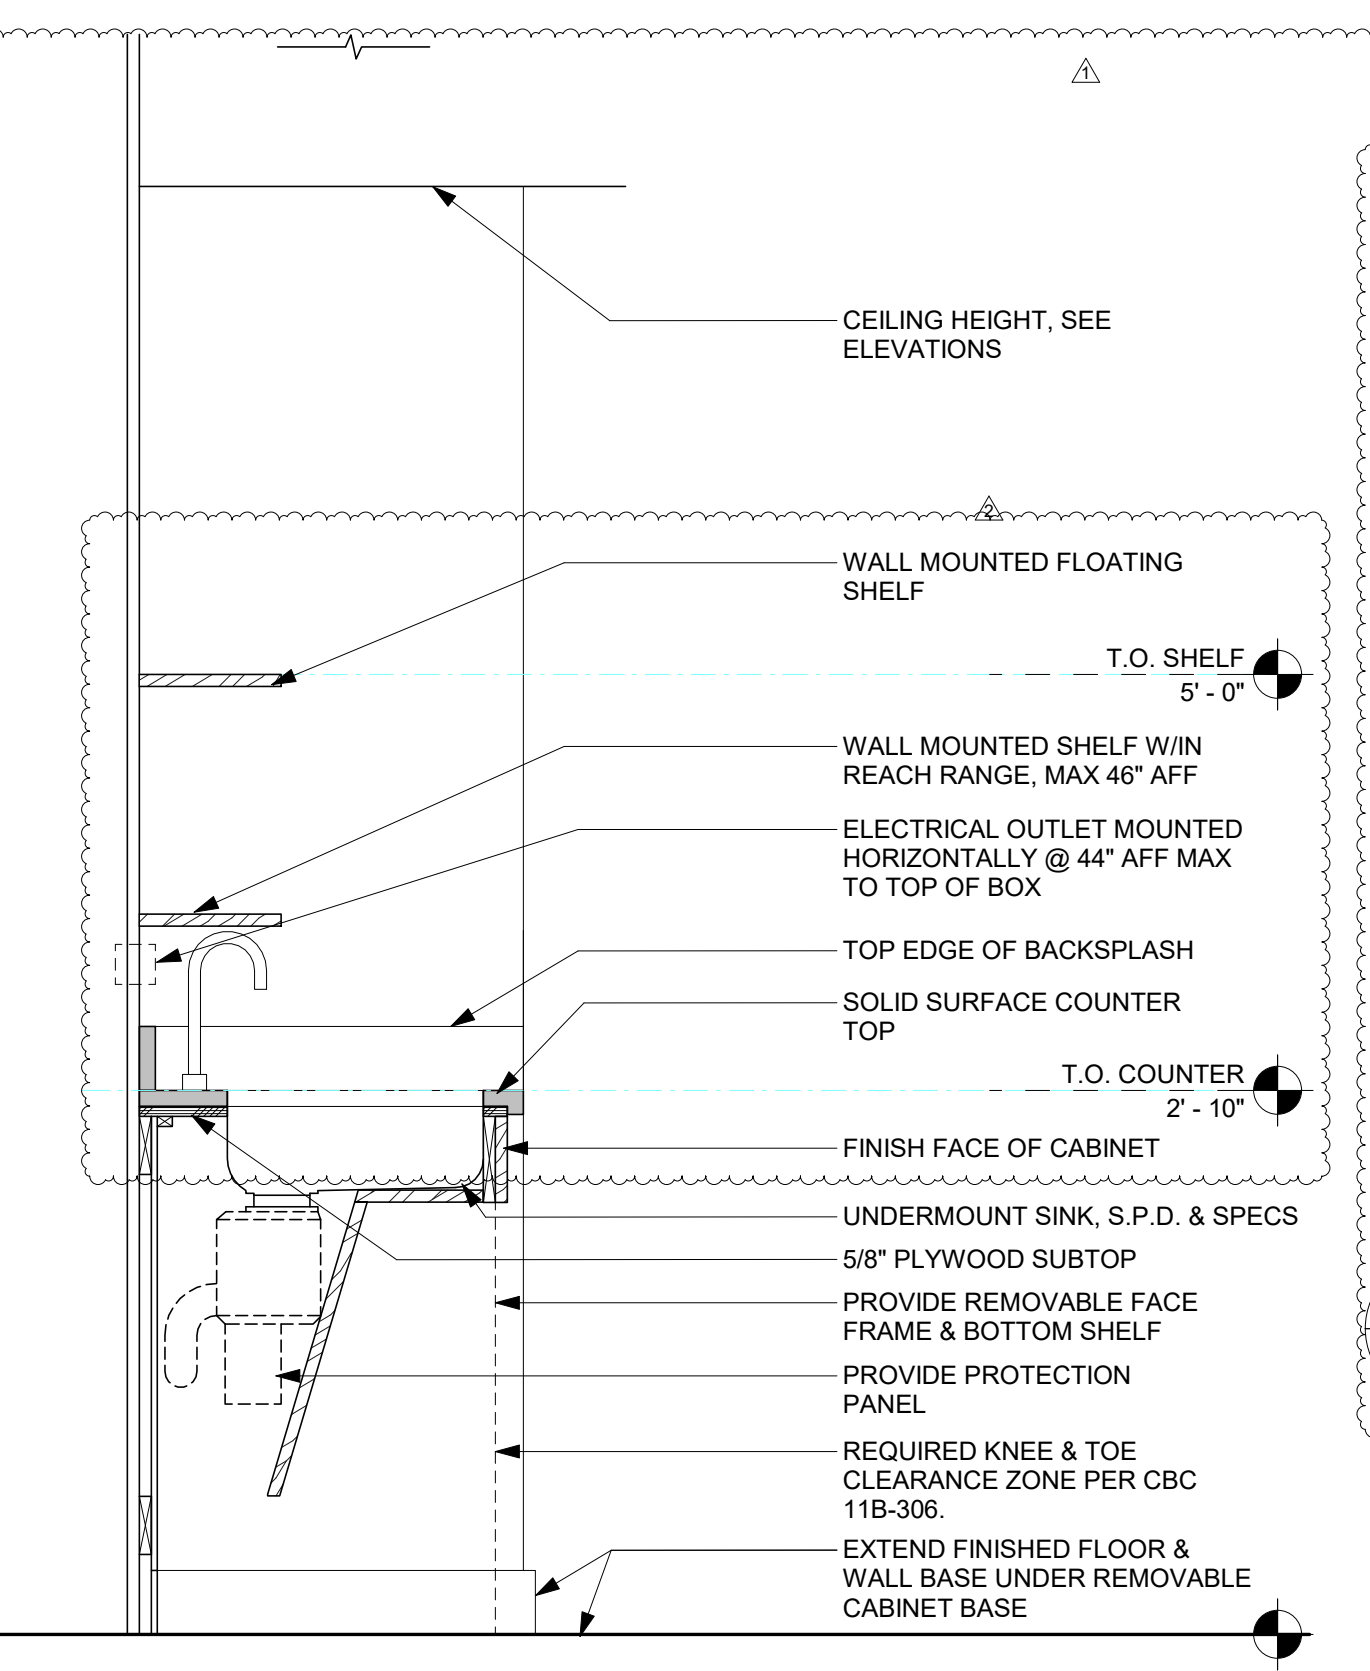 1
CEILING HEIGHT, SEE
ELEVATIONS
2
WALL MOUNTED FLOATING
SHELF
T.O. SHELF
5' - 0"
WALL MOUNTED SHELF W/IN
REACH RANGE, MAX 46" AFF
ELECTRICAL OUTLET MOUNTED
HORIZONTALLY @ 44" AFF MAX
TO TOP OF BOX
TOP EDGE OF BACKSPLASH
SOLID SURFACE COUNTER
TOP
T.O. COUNTER
2' - 10"
FINISH FACE OF CABINET
UNDERMOUNT SINK, S.P.D. & SPECS
5/8" PLYWOOD SUBTOP
PROVIDE REMOVABLE FACE
FRAME & BOTTOM SHELF
PROVIDE PROTECTION
PANEL
REQUIRED KNEE & TOE
CLEARANCE ZONE PER CBC
11B-306.
EXTEND FINISHED FLOOR &
WALL BASE UNDER REMOVABLE
CABINET BASE